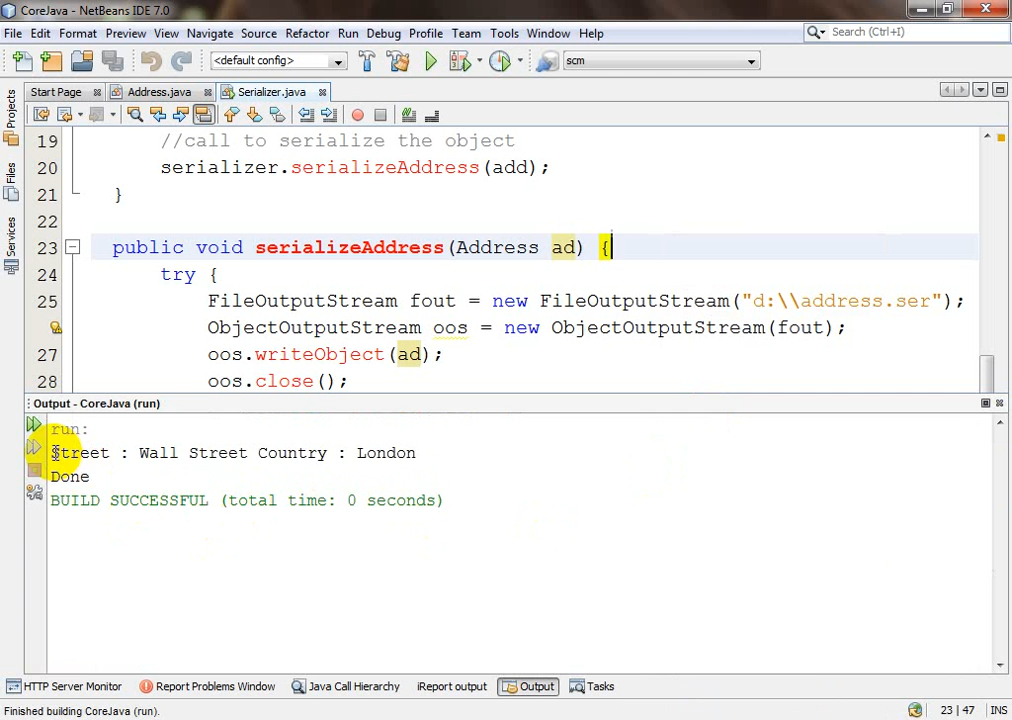 CoreJava - NetBeans IDE 7.0
File Edit Format Preview View Navigate Source Refactor Run Debug Profile Team Tools Window Help
Search (Ctrl+I)
<default config>
scm
Start Page
Address.java
Serializer.java
Projects
Files
Services
19 //call to serialize the object
20 serializer.serializeAddress(add);
21 }
22
23 public void serializeAddress(Address ad) {
24 try {
25 FileOutputStream fout = new FileOutputStream("d:\\address.ser");
ObjectOutputStream oos = new ObjectOutputStream(fout);
27 oos.writeObject(ad);
28 oos.close();
Output - CoreJava (run)
run:
Street : Wall Street Country : London
Done
BUILD SUCCESSFUL (total time: 0 seconds)
HTTP Server Monitor
Report Problems Window
Java Call Hierarchy
iReport output
Output
Tasks
Finished building CoreJava (run).
23 | 47
INS